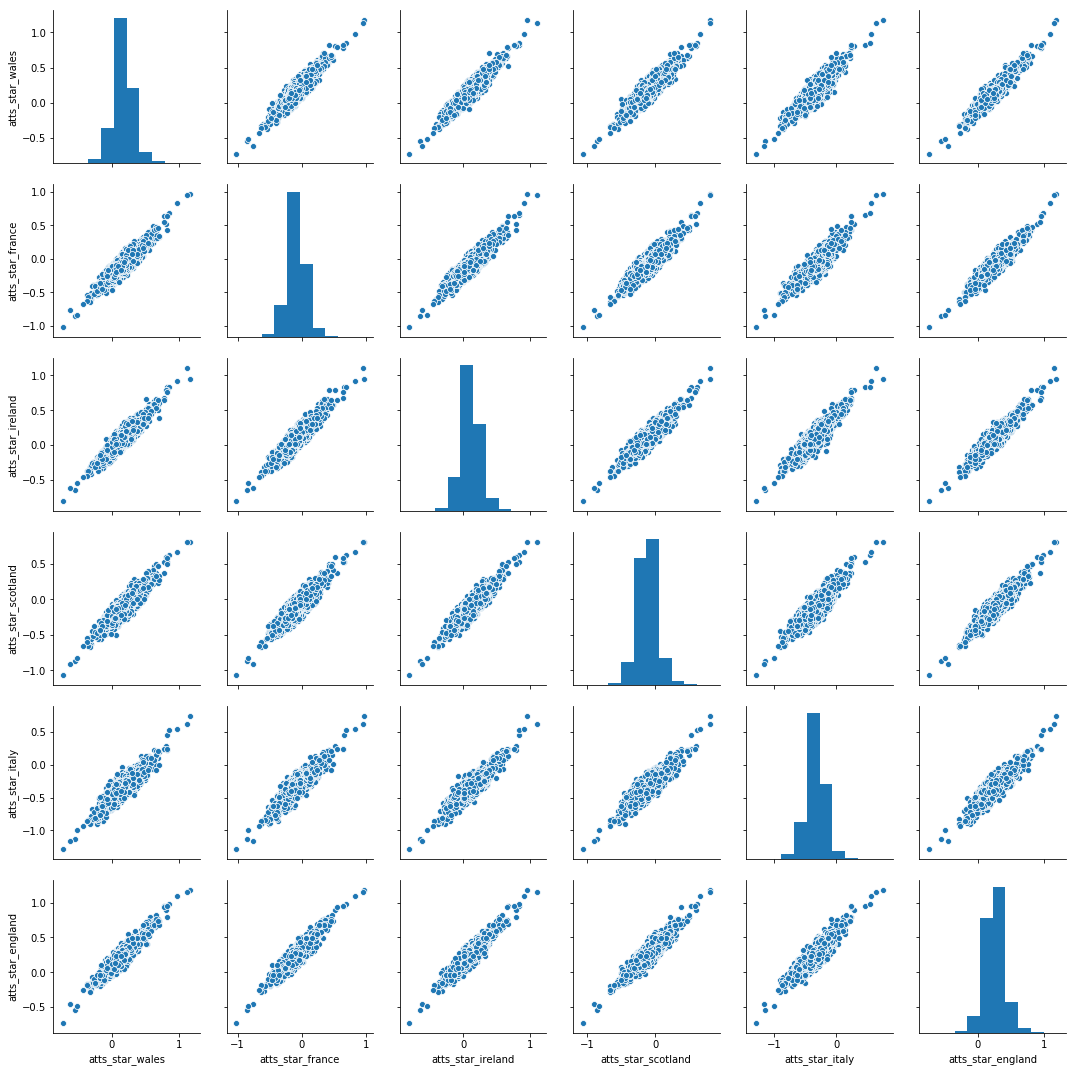 1.0
0.5
0.0
−0.5
atts_star_wales
1.0
0.5
0.0
−0.5
−1.0
atts_star_france
1.0
0.5
0.0
−0.5
atts_star_ireland
0.5
0.0
−0.5
−1.0
atts_star_scotland
0.5
0.0
−0.5
−1.0
atts_star_italy
1.0
0.5
0.0
−0.5
atts_star_england
0 1
−1 0 1
0 1
−1 0
−1 0
0 1
atts_star_wales
atts_star_france
atts_star_ireland
atts_star_scotland
atts_star_italy
atts_star_england